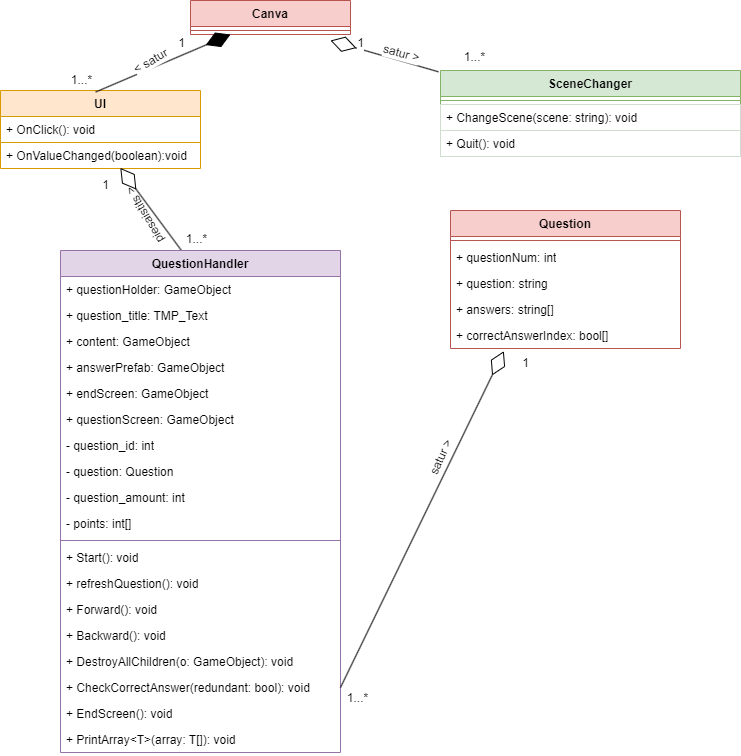 Canva
1
< satur
1...*
1
satur >
1...*
UI
+ OnClick(): void
+ OnValueChanged(boolean):void
SceneChanger
+ ChangeScene(scene: string): void
+ Quit(): void
1
piesaistīts >
1...*
Question
+ questionNum: int
+ question: string
+ answers: string[]
+ correctAnswerIndex: bool[]
QuestionHandler
+ questionHolder: GameObject
+ question_title: TMP_Text
+ content: GameObject
+ answerPrefab: GameObject
+ endScreen: GameObject
+ questionScreen: GameObject
- question_id: int
- question: Question
- question_amount: int
- points: int[]
+ Start(): void
+ refreshQuestion(): void
+ Forward(): void
+ Backward(): void
+ DestroyAllChildren(o: GameObject): void
+ CheckCorrectAnswer(redundant: bool): void
+ EndScreen(): void
+ PrintArray<T>(array: T[]): void
1
satur >
1...*